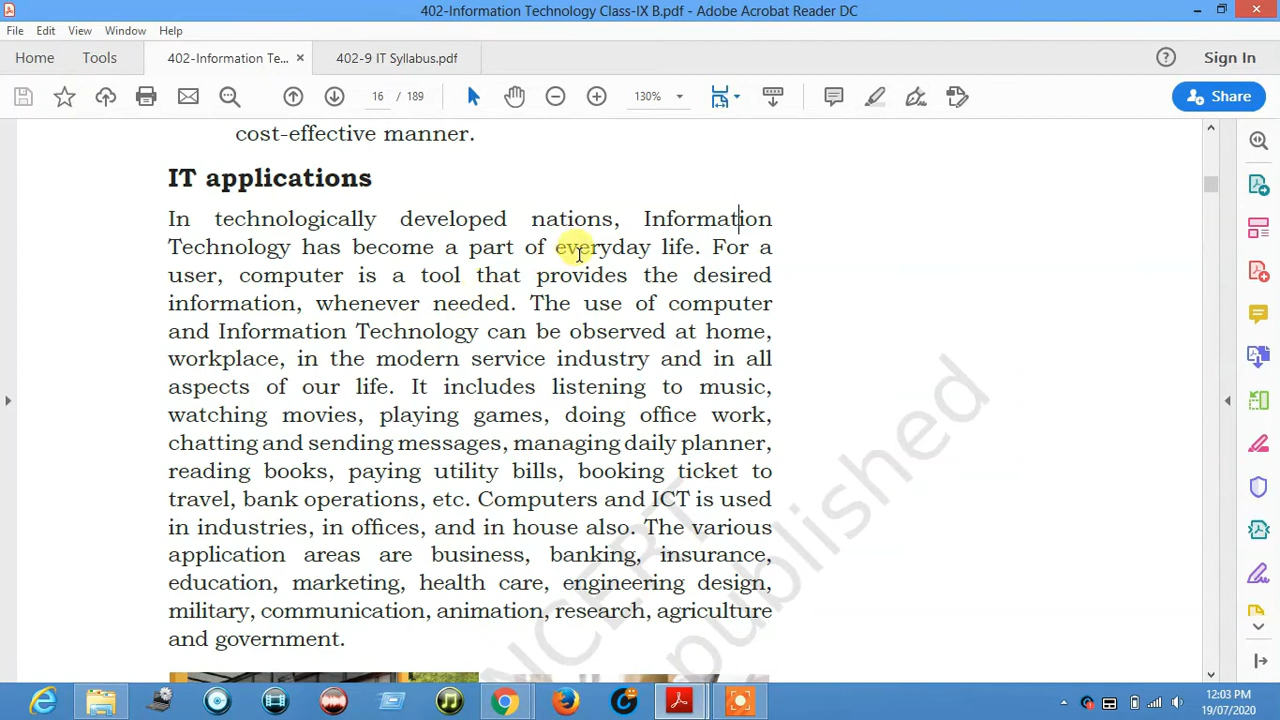 402-Information Technology Class-IX B.pdf - Adobe Acrobat Reader DC
File Edit View Window Help
Home Tools 402-Information Te... × 402-9 IT Syllabus.pdf Sign In
16 / 189 130% Share
cost-effective manner.
IT applications
In technologically developed nations, Information
Technology has become a part of everyday life. For a
user, computer is a tool that provides the desired
information, whenever needed. The use of computer
and Information Technology can be observed at home,
workplace, in the modern service industry and in all
aspects of our life. It includes listening to music,
watching movies, playing games, doing office work,
chatting and sending messages, managing daily planner,
reading books, paying utility bills, booking ticket to
travel, bank operations, etc. Computers and ICT is used
in industries, in offices, and in house also. The various
application areas are business, banking, insurance,
education, marketing, health care, engineering design,
military, communication, animation, research, agriculture
and government.
NCERT
published
12:03 PM
19/07/2020